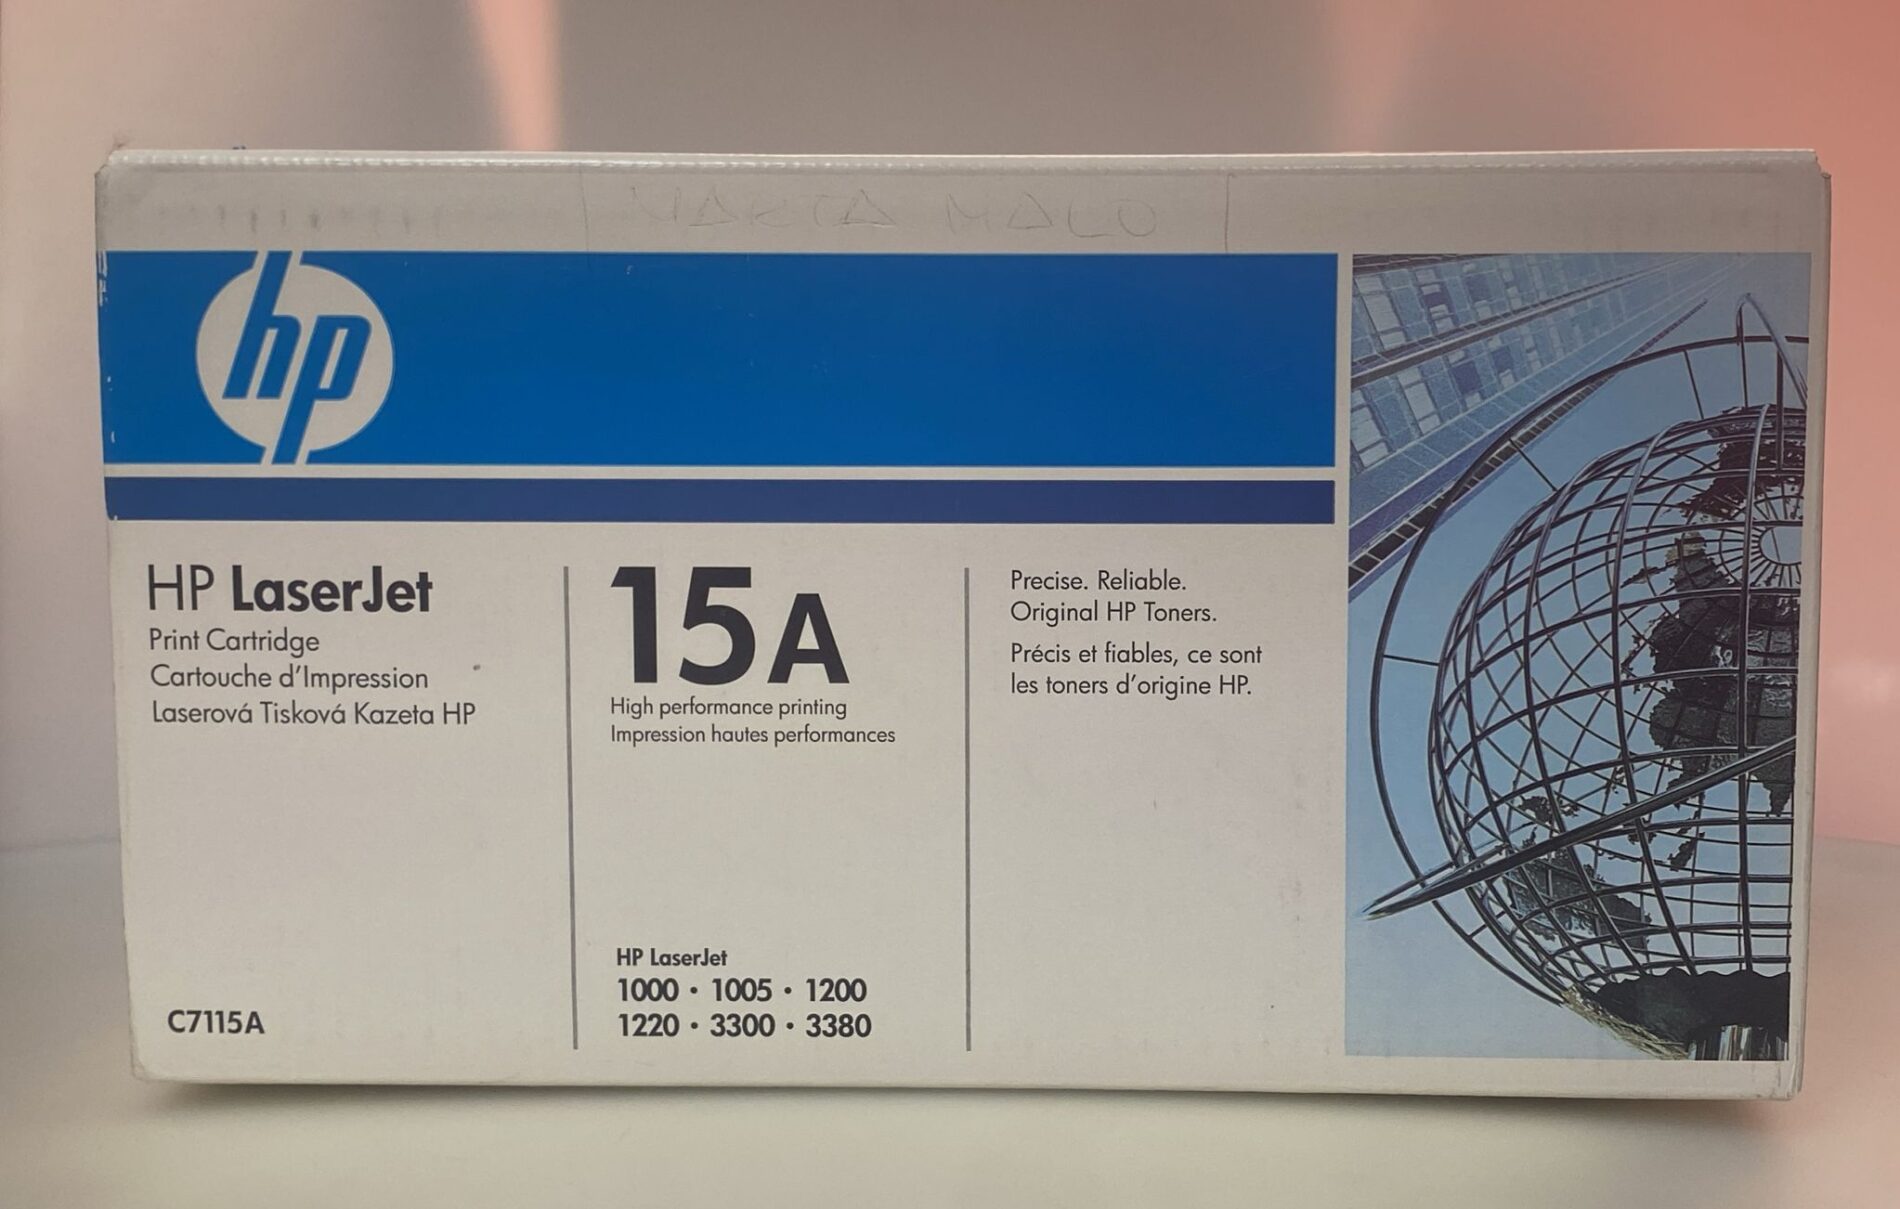 MARTA MALO
hp
HP LaserJet
Print Cartridge
Cartouche d'Impression
Laserová Tisková Kazeta HP
C7115A
15A
High performance printing
Impression hautes performances
HP LaserJet
1000 • 1005 • 1200
1220 • 3300 • 3380
Precise. Reliable.
Original HP Toners.
Précis et fiables, ce sont
les toners d'origine HP.